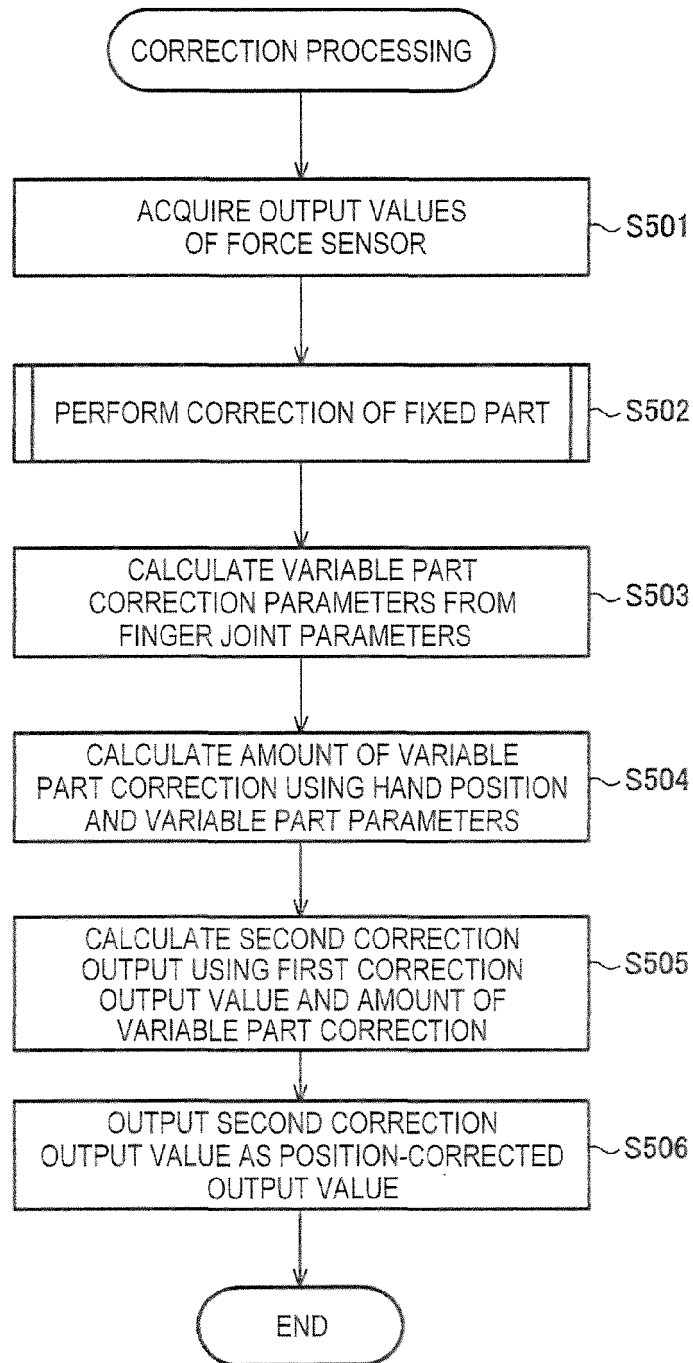 CORRECTION PROCESSING
ACQUIRE OUTPUT VALUES
OF FORCE SENSOR
S501
PERFORM CORRECTION OF FIXED PART
S502
CALCULATE VARIABLE PART
CORRECTION PARAMETERS FROM
FINGER JOINT PARAMETERS
S503
CALCULATE AMOUNT OF VARIABLE
PART CORRECTION USING HAND POSITION
AND VARIABLE PART PARAMETERS
S504
CALCULATE SECOND CORRECTION
OUTPUT USING FIRST CORRECTION
OUTPUT VALUE AND AMOUNT OF
VARIABLE PART CORRECTION
S505
OUTPUT SECOND CORRECTION
OUTPUT VALUE AS POSITION-CORRECTED
OUTPUT VALUE
S506
END